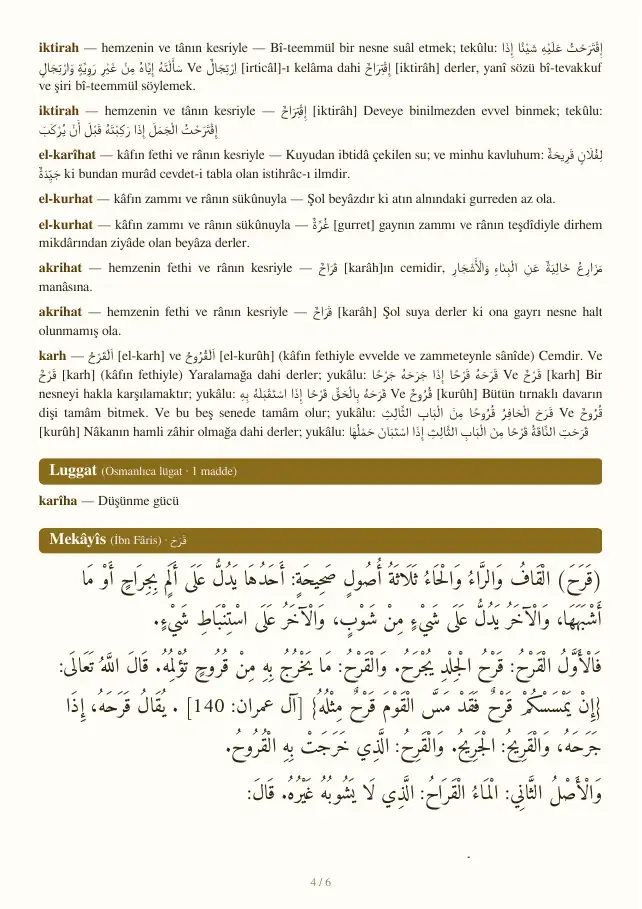 iktirah — hemzenin ve tânın kesriyle — Bî-teemmül bir nesne suâl etmek; tekûlu: إِقْتَرَحْتُ عَلَيْهِ شَيْئًا إِذَا
سَأَلْتَهُ إِيَّاهُ مِنْ غَيْرِ رَوِيَّةٍ وَارْتِجَالٍ Ve اِرْتِجَالٌ [irticâl]-ı kelâma dahi إِقْتِرَاحٌ [iktirâh] derler, yanî sözü bî-tevakkuf
ve şiri bî-teemmül söylemek.
iktirah — hemzenin ve tânın kesriyle — إِقْتِرَاحٌ [iktirâh] Deveye binilmezden evvel binmek; tekûlu:
إِقْتَرَحْتُ الْجَمَلَ إِذَا رَكِبْتَهُ قَبْلَ أَنْ يُرْكَبَ
el-karîhat — kâfın fethi ve rânın kesriyle — Kuyudan ibtidâ çekilen su; ve minhu kavluhum: لِفُلَانٍ قَرِيحَةٌ
جَيِّدَةٌ ki bundan murâd cevdet-i tabla olan istihrâc-ı ilmdir.
el-kurhat — kâfın zammı ve rânın sükûnuyla — Şol beyâzdır ki atın alnındaki gurreden az ola.
el-kurhat — kâfın zammı ve rânın sükûnuyla — غُرَّةٌ [gurret] gaynın zammı ve rânın teşdîdiyle dirhem
mikdârından ziyâde olan beyâza derler.
akrihat — hemzenin fethi ve rânın kesriyle — قَرَاحٌ [karâh]ın cemidir, مَزَارِعُ خَالِيَةٌ عَنِ الْبِنَاءِ وَالْأَشْجَارِ
manâsına.
akrihat — hemzenin fethi ve rânın kesriyle — قَرَاحٌ [karâh] Şol suya derler ki ona gayrı nesne halt
olunmamış ola.
karh — اَلْقَرْحُ [el-karh] ve اَلْقُرُوحُ [el-kurûh] (kâfın fethiyle evvelde ve zammeteynle sânîde) Cemdir. Ve
قَرْحٌ [karh] (kâfın fethiyle) Yaralamağa dahi derler; yukâlu: قَرَحَهُ قَرْحًا إِذَا جَرَحَهُ جَرْحًا Ve قَرْحٌ [karh] Bir
nesneyi hakla karşılamaktır; yukâlu: قَرَحَهُ بِالْحَقِّ قَرْحًا إِذَا اسْتَقْبَلَهُ بِهِ Ve قُرُوحٌ [kurûh] Bütün tırnaklı davarın
dişi tamâm bitmek. Ve bu beş senede tamâm olur; yukâlu: قَرَحَ الْحَافِرُ قُرُوحًا مِنَ الْبَابِ الثَّالِثِ Ve قُرُوحٌ
[kurûh] Nâkanın hamli zâhir olmağa dahi derler; yukâlu: قَرَحَتِ النَّاقَةُ قَرْحًا مِنَ الْبَابِ الثَّالِثِ إِذَا اسْتَبَانَ حَمْلُهَا
Luggat (Osmanlıca lügat · 1 madde)
karîha — Düşünme gücü
Mekâyîs (İbn Fâris) · قَرَحَ
(قَرَحَ) الْقَافُ وَالرَّاءُ وَالْحَاءُ ثَلَاثَةُ أُصُولٍ صَحِيحَةٍ: أَحَدُهَا يَدُلُّ عَلَى أَلَمٍ بِجِرَاحٍ أَوْ مَا
أَشْبَهَهَا، وَالْآخَرُ يَدُلُّ عَلَى شَيْءٍ مِنْ شَوْبٍ، وَالْآخَرُ عَلَى اسْتِنْبَاطِ شَيْءٍ.
فَالْأَوَّلُ الْقَرْحُ: قَرْحُ الْجِلْدِ يُجْرَحُ. وَالْقَرْحُ: مَا يَخْرُجُ بِهِ مِنْ قُرُوحٍ تُؤْلِمُهُ. قَالَ اللَّهُ تَعَالَى:
{إِنْ يَمْسَسْكُمْ قَرْحٌ فَقَدْ مَسَّ الْقَوْمَ قَرْحٌ مِثْلُهُ} [آل عمران: 140] . يُقَالُ قَرَحَهُ، إِذَا
جَرَحَهُ، وَالْقَرِيحُ: الْجَرِيحُ. وَالْقَرِحُ: الَّذِي خَرَجَتْ بِهِ الْقُرُوحُ.
وَالْأَصْلُ الثَّانِي: الْمَاءُ الْقَرَاحُ: الَّذِي لَا يَشُوبُهُ غَيْرُهُ. قَالَ:
4 / 6